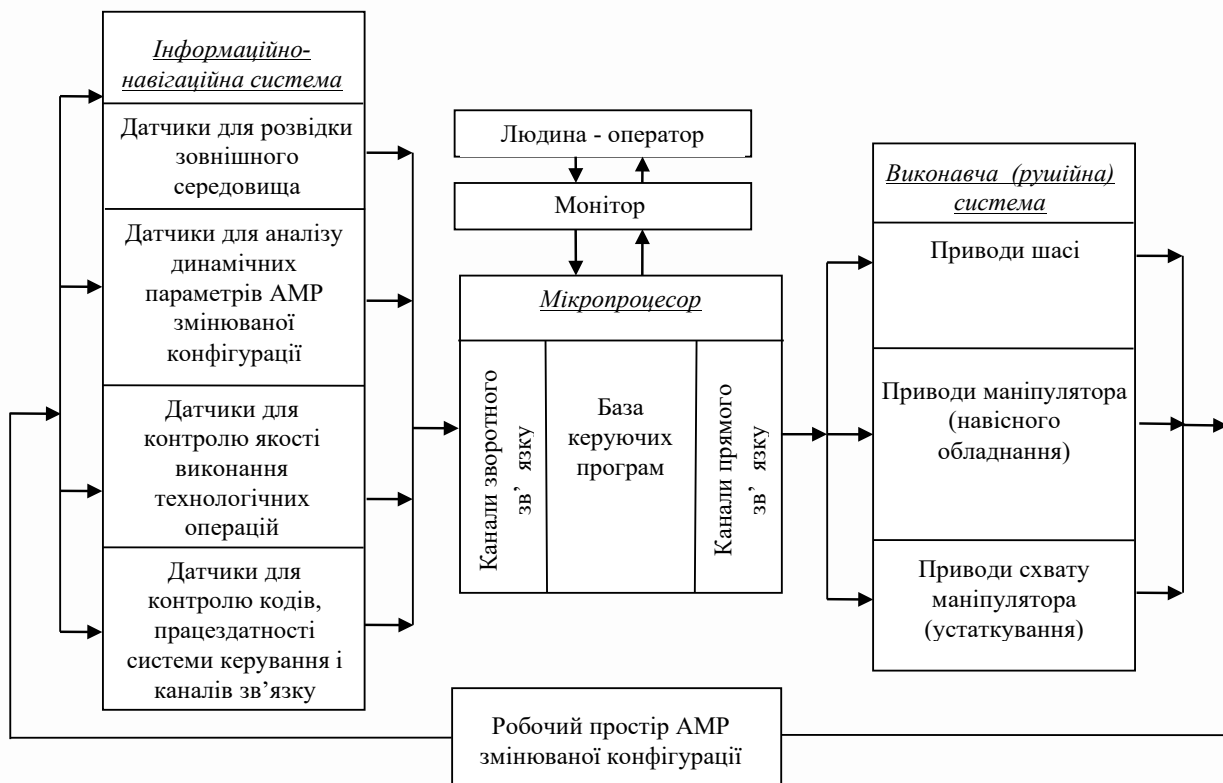 Інформаційно-
навігаційна система
Датчики для розвідки
зовнішного
середовища
Датчики для аналізу
динамічних
параметрів АМР
змінюваної
конфігурації
Датчики для
контролю якості
виконання
технологічних
операцій
Датчики для
контролю кодів,
працездатності
системи керування і
каналів зв’язку
Людина - оператор
Монітор
Мікропроцесор
Канали зворотного
зв’ язку
База
керуючих
програм
Канали прямого
зв’ язку
Виконавча (рушійна)
система
Приводи шасі
Приводи маніпулятора
(навісного
обладнання)
Приводи схвату
маніпулятора
(устаткування)
Робочий простір АМР
змінюваної конфігурації